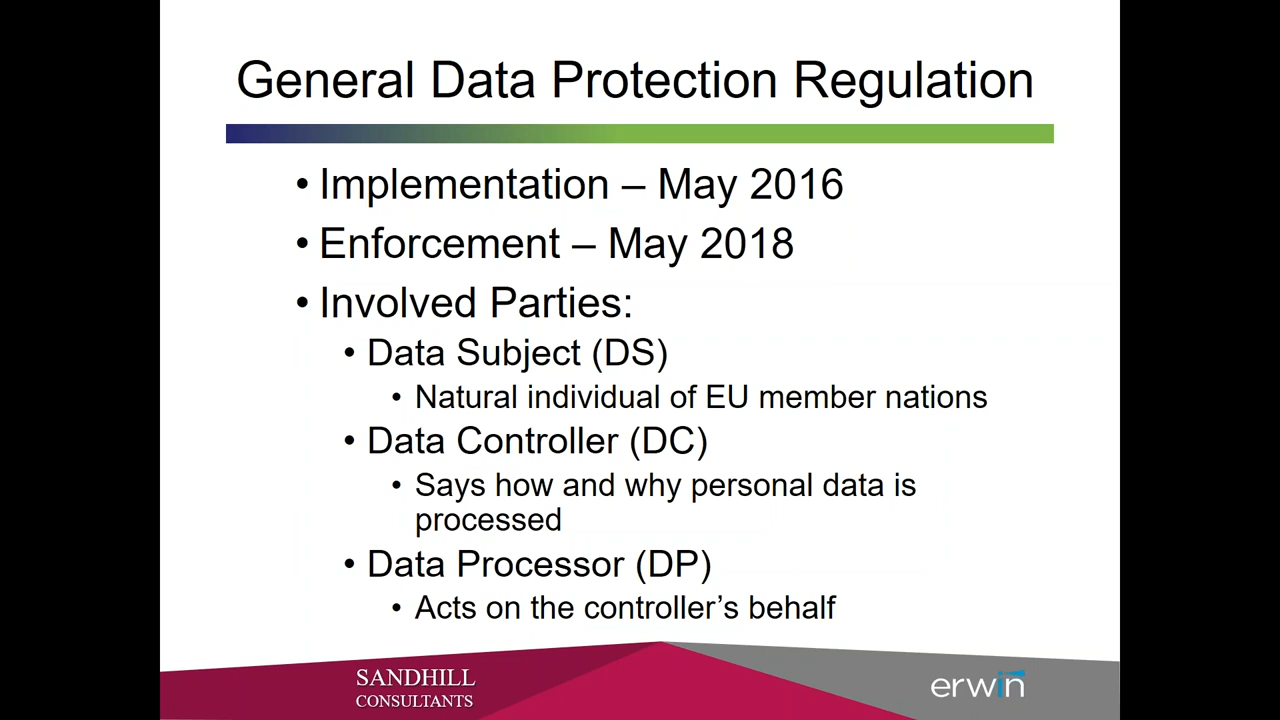 General Data Protection Regulation
• Implementation – May 2016
• Enforcement – May 2018
• Involved Parties:
• Data Subject (DS)
• Natural individual of EU member nations
• Data Controller (DC)
• Says how and why personal data is
processed
• Data Processor (DP)
• Acts on the controller’s behalf
SANDHILL
CONSULTANTS
erwin